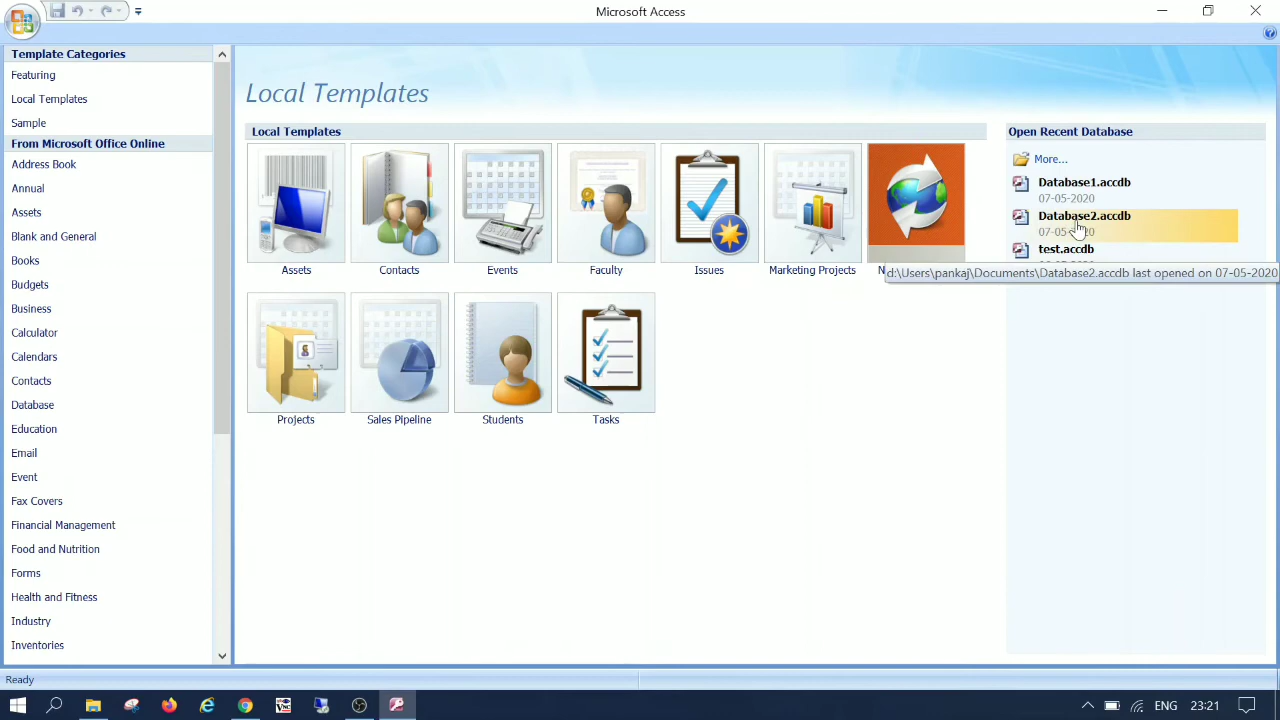 Microsoft Access
Template Categories
Featuring
Local Templates
Sample
From Microsoft Office Online
Address Book
Annual
Assets
Blank and General
Books
Budgets
Business
Calculator
Calendars
Contacts
Database
Education
Email
Event
Fax Covers
Financial Management
Food and Nutrition
Forms
Health and Fitness
Industry
Inventories
Local Templates
Local Templates
Assets
Contacts
Events
Faculty
Issues
Marketing Projects
Projects
Sales Pipeline
Students
Tasks
Open Recent Database
More...
Database1.accdb
07-05-2020
Database2.accdb
test.accdb
d:\Users\pankaj\Documents\Database2.accdb last opened on 07-05-2020
Ready
ENG
23:21